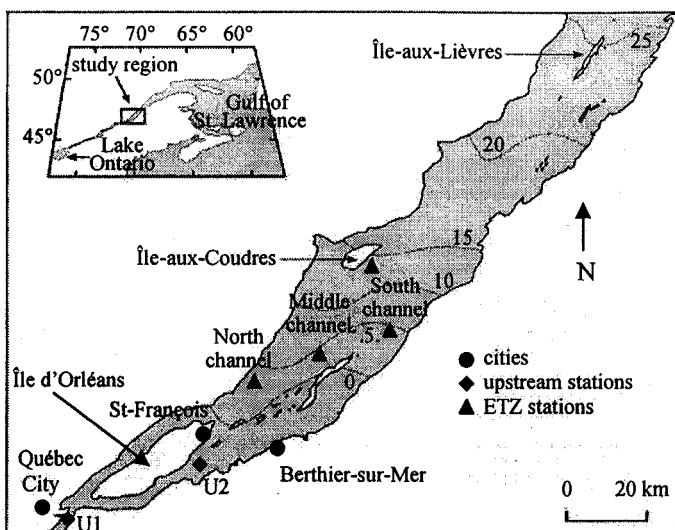 75° 70° 65° 60°
50°
study region
Gulf of
St. Lawrence
45°
Lake
Ontario
Île-aux-Lièvres
25
20
N
Île-aux-Coudres
15
10
South
channel
Middle
channel
5
North
channel
0
cities
upstream stations
ETZ stations
Île d'Orléans
St-François
Québec
City
U1
U2
Berthier-sur-Mer
0 20 km